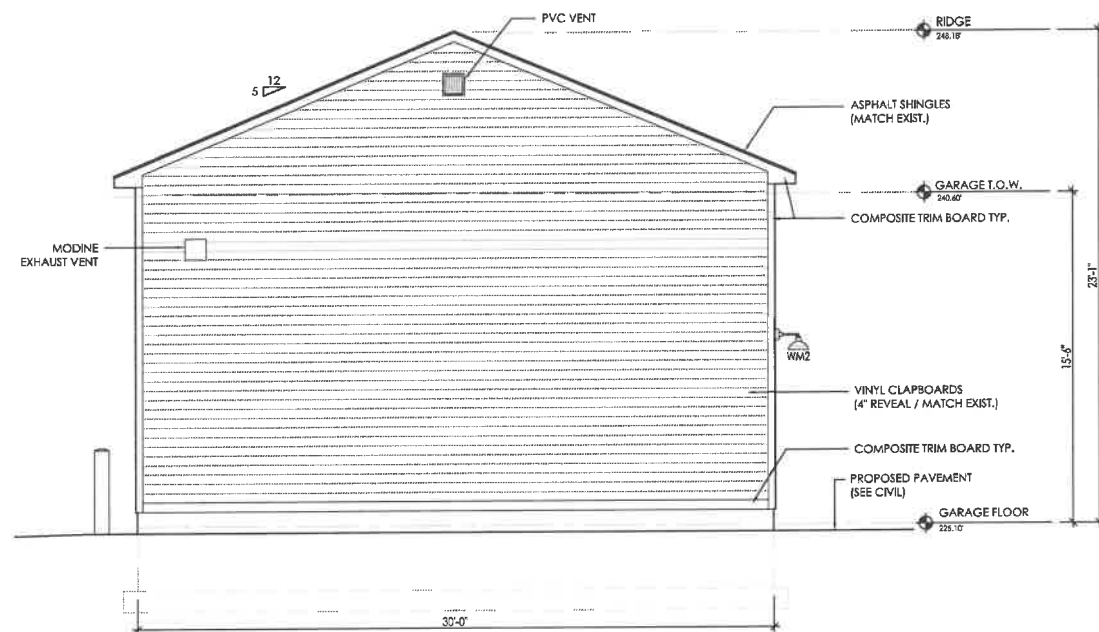 PVC VENT
RIDGE
248.18'
12
5
ASPHALT SHINGLES
(MATCH EXIST.)
GARAGE T.O.W.
240.60'
COMPOSITE TRIM BOARD TYP.
MODINE
EXHAUST VENT
23'-1"
15'-6"
WM2
VINYL CLAPBOARDS
(4" REVEAL / MATCH EXIST.)
COMPOSITE TRIM BOARD TYP.
PROPOSED PAVEMENT
(SEE CIVIL)
GARAGE FLOOR
225.10'
30'-0"